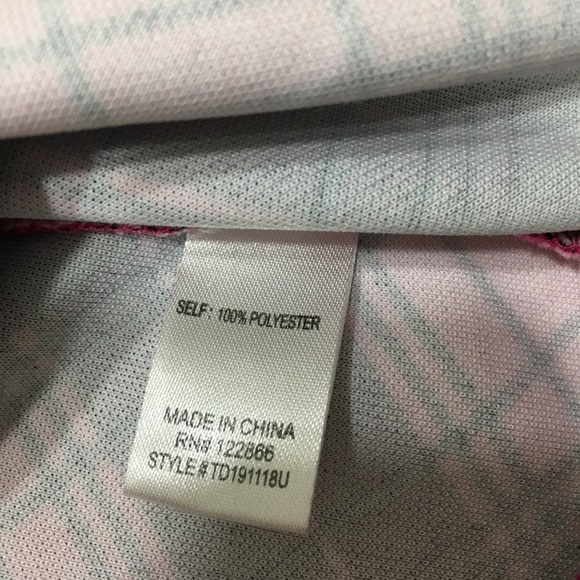 SELF: 100% POLYESTER
MADE IN CHINA
RN# 122866
STYLE#TD191118U